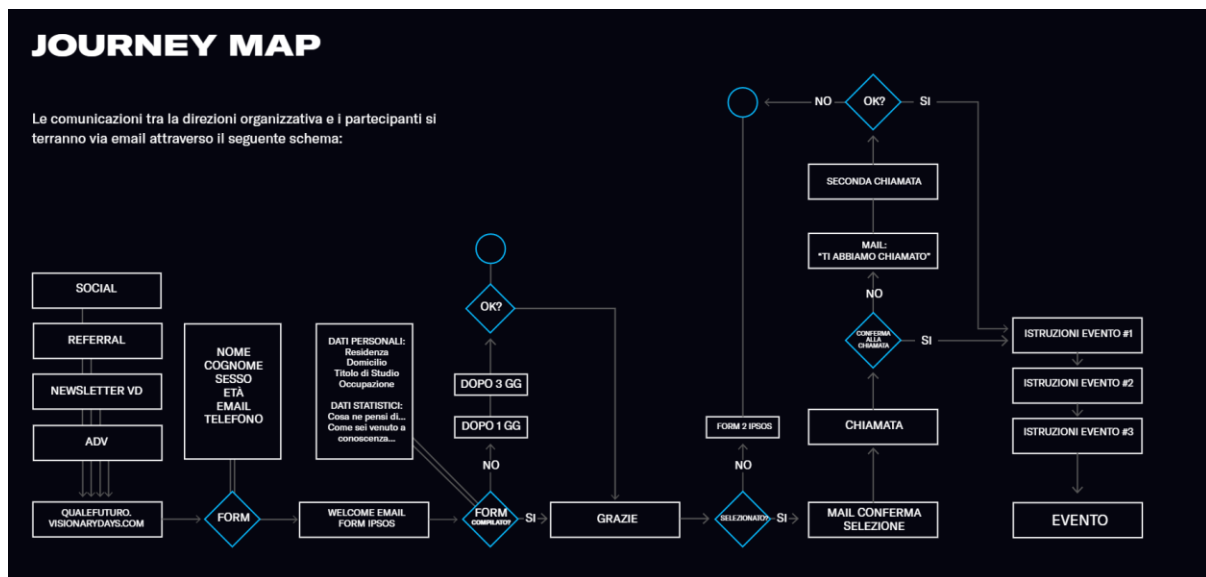 JOURNEY MAP
Le comunicazioni tra la direzioni organizzativa e i partecipanti si
terranno via email attraverso il seguente schema:
SOCIAL
REFERRAL
NEWSLETTER VD
ADV
QUALEFUTURO.
VISIONARYDAYS.COM
NOME
COGNOME
SESSO
ETÀ
EMAIL
TELEFONO
FORM
WELCOME EMAIL
FORM IPSOS
DATI PERSONALI:
Residenza
Domicilio
Titolo di Studio
Occupazione
DATI STATISTICI:
Cosa ne pensi di...
Come sei venuto a
conoscenza...
FORM
COMPILATO?
NO
DOPO 1 GG
DOPO 3 GG
OK?
SI
GRAZIE
SELEZIONATO?
NO
FORM 2 IPSOS
SI
MAIL CONFERMA
SELEZIONE
CHIAMATA
CONFERMA
ALLA
CHIAMATA
NO
SI
MAIL:
"TI ABBIAMO CHIAMATO"
SECONDA CHIAMATA
OK?
NO
SI
ISTRUZIONI EVENTO #1
ISTRUZIONI EVENTO #2
ISTRUZIONI EVENTO #3
EVENTO